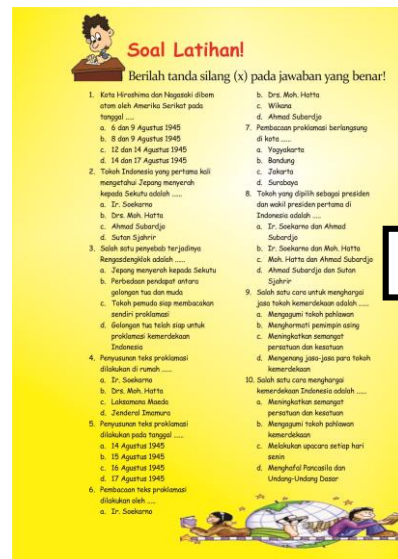 Soal Latihan!
Berilah tanda silang (x) pada jawaban yang benar!
1. Kota Hiroshima dan Nagasaki dibom
atom oleh Amerika Serikat pada
tanggal .....
a. 6 dan 9 Agustus 1945
b. 8 dan 9 Agustus 1945
c. 12 dan 14 Agustus 1945
d. 14 dan 17 Agustus 1945
2. Tokoh Indonesia yang pertama kali
mengetahui Jepang menyerah
kepada Sekutu adalah ......
a. Ir. Soekarno
b. Drs. Moh. Hatta
c. Ahmad Subardjo
d. Sutan Sjahrir
3. Salah satu penyebab terjadinya
Rengasdengklok adalah ......
a. Jepang menyerah kepada Sekutu
b. Perbedaan pendapat antara
golongan tua dan muda
c. Tokoh pemuda siap membacakan
sendiri proklamasi
d. Golongan tua telah siap untuk
proklamasi kemerdekaan
Indonesia
4. Penyusunan teks proklamasi
dilakukan di rumah ......
a. Ir. Soekarno
b. Drs. Moh. Hatta
c. Laksamana Maeda
d. Jenderal Imamura
5. Penyusunan teks proklamasi
dilakukan pada tanggal ......
a. 14 Agustus 1945
b. 15 Agustus 1945
c. 16 Agustus 1945
d. 17 Agustus 1945
6. Pembacaan teks proklamasi
dilakukan oleh .....
a. Ir. Soekarno
b. Drs. Moh. Hatta
c. Wikana
d. Ahmad Subardjo
7. Pembacaan proklamasi berlangsung
di kota ......
a. Yogyakarta
b. Bandung
c. Jakarta
d. Surabaya
8. Tokoh yang dipilih sebagai presiden
dan wakil presiden pertama di
Indonesia adalah .....
a. Ir. Soekarno dan Ahmad
Subardjo
b. Ir. Soekarno dan Moh. Hatta
c. Moh. Hatta dan Ahmad Subardjo
d. Ahmad Subardjo dan Sutan
Sjahrir
9. Salah satu cara untuk menghargai
jasa tokoh kemerdekaan adalah ......
a. Mengagumi tokoh pahlawan
b. Menghormati pemimpin asing
c. Meningkatkan semangat
persatuan dan kesatuan
d. Mengenang jasa-jasa para tokoh
kemerdekaan
10. Salah satu cara menghargai
kemerdekaan Indonesia adalah ......
a. Meningkatkan semangat
persatuan dan kesatuan
b. Mengagumi tokoh pahlawan
kemerdekaan
c. Melakukan upacara setiap hari
senin
d. Menghafal Pancasila dan
Undang-Undang Dasar